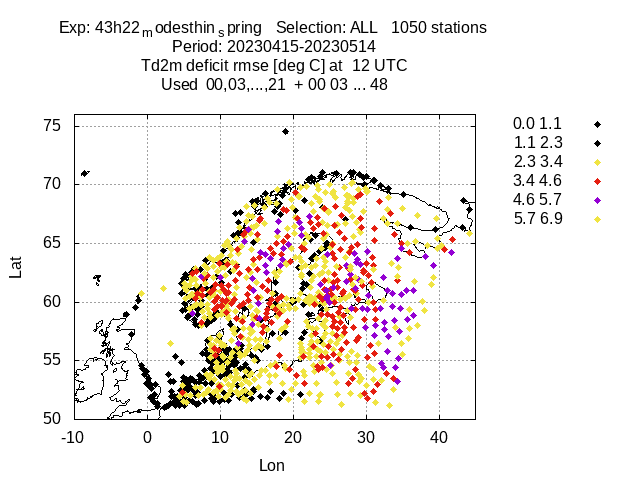 Exp: 43h22modesthinspring   Selection: ALL   1050 stations
Period: 20230415-20230514
Td2m deficit rmse [deg C] at  12 UTC
Used  00,03,...,21  + 00 03 ... 48
0.0 1.1
1.1 2.3
2.3 3.4
3.4 4.6
4.6 5.7
5.7 6.9
75
70
65
60
55
50
Lat
-10 0 10 20 30 40
Lon